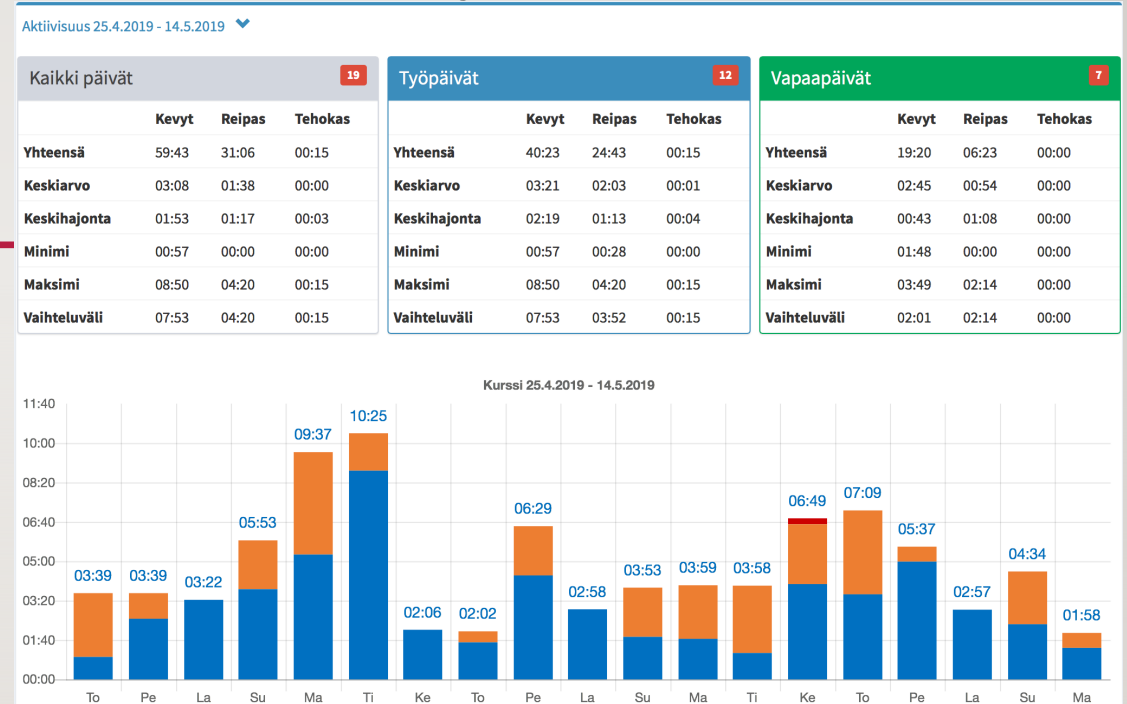 Aktiivisuus 25.4.2019 - 14.5.2019
Kaikki päivät 19
Kevyt Reipas Tehokas
Yhteensä 59:43 31:06 00:15
Keskiarvo 03:08 01:38 00:00
Keskihajonta 01:53 01:17 00:03
Minimi 00:57 00:00 00:00
Maksimi 08:50 04:20 00:15
Vaihteluväli 07:53 04:20 00:15
Työpäivät 12
Kevyt Reipas Tehokas
Yhteensä 40:23 24:43 00:15
Keskiarvo 03:21 02:03 00:01
Keskihajonta 02:19 01:13 00:04
Minimi 00:57 00:28 00:00
Maksimi 08:50 04:20 00:15
Vaihteluväli 07:53 03:52 00:15
Vapaapäivät 7
Kevyt Reipas Tehokas
Yhteensä 19:20 06:23 00:00
Keskiarvo 02:45 00:54 00:00
Keskihajonta 00:43 01:08 00:00
Minimi 01:48 00:00 00:00
Maksimi 03:49 02:14 00:00
Vaihteluväli 02:01 02:14 00:00
Kurssi 25.4.2019 - 14.5.2019
11:40
10:00
08:20
06:40
05:00
03:20
01:40
00:00
03:39 03:39 03:22 05:53 09:37 10:25 02:06 02:02 06:29 02:58 03:53 03:59 03:58 06:49 07:09 05:37 02:57 04:34 01:58
To Pe La Su Ma Ti Ke To Pe La Su Ma Ti Ke To Pe La Su Ma